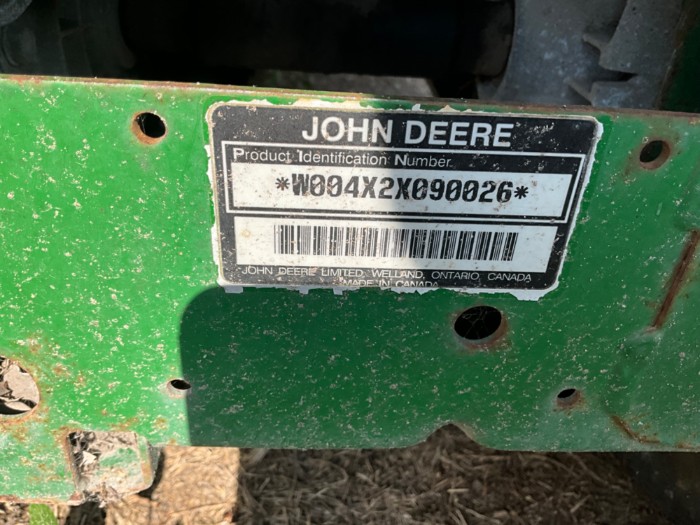 JOHN DEERE
Product Identification Number
*W004X2X090026*
JOHN DEERE LIMITED, WELLAND, ONTARIO, CANADA
MADE IN CANADA